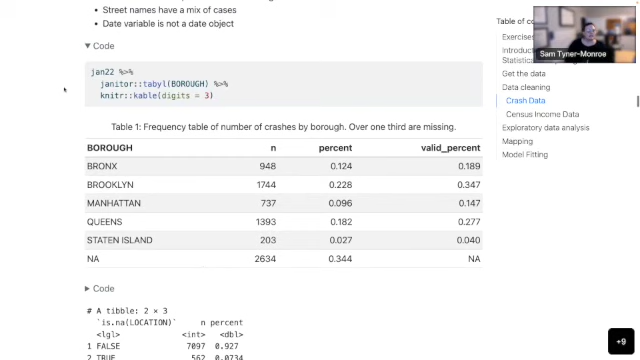 • Street names have a mix of cases
• Date variable is not a date object
▼ Code
jan22 %>%
janitor::tabyl(BOROUGH) %>%
knitr::kable(digits = 3)
Table 1: Frequency table of number of crashes by borough. Over one third are missing.
BOROUGH n percent valid_percent
BRONX 948 0.124 0.189
BROOKLYN 1744 0.228 0.347
MANHATTAN 737 0.096 0.147
QUEENS 1393 0.182 0.277
STATEN ISLAND 203 0.027 0.040
NA 2634 0.344 NA
▶ Code
# A tibble: 2 × 3
`is.na(LOCATION)` n percent
<lgl> <int> <dbl>
1 FALSE 7097 0.927
2 TRUE 562 0.0734
Table of co
Exercises
Introduc
Statistics
Get the data
Data cleaning
Crash Data
Census Income Data
Exploratory data analysis
Mapping
Model Fitting
Sam Tyner-Monroe
+9